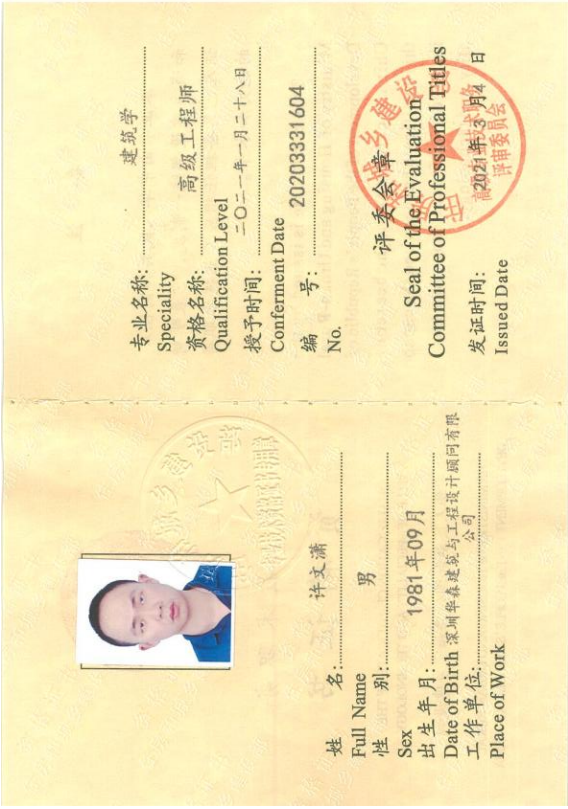 姓 名: 许文潇
Full Name
性 别: 男
Sex
出生年月: 1981年09月
Date of Birth
工作单位: 深圳华森建筑与工程设计顾问有限
公司
Place of Work
专业名称: 建筑学
Speciality
资格名称: 高级工程师
Qualification Level
授予时间: 二〇二一年一月二十八日
Conferment Date
编 号: 20203331604
No.
评委会章
Seal of the Evaluation
Committee of Professional Titles
发证时间: 2021年3月4日
Issued Date
评审委员会